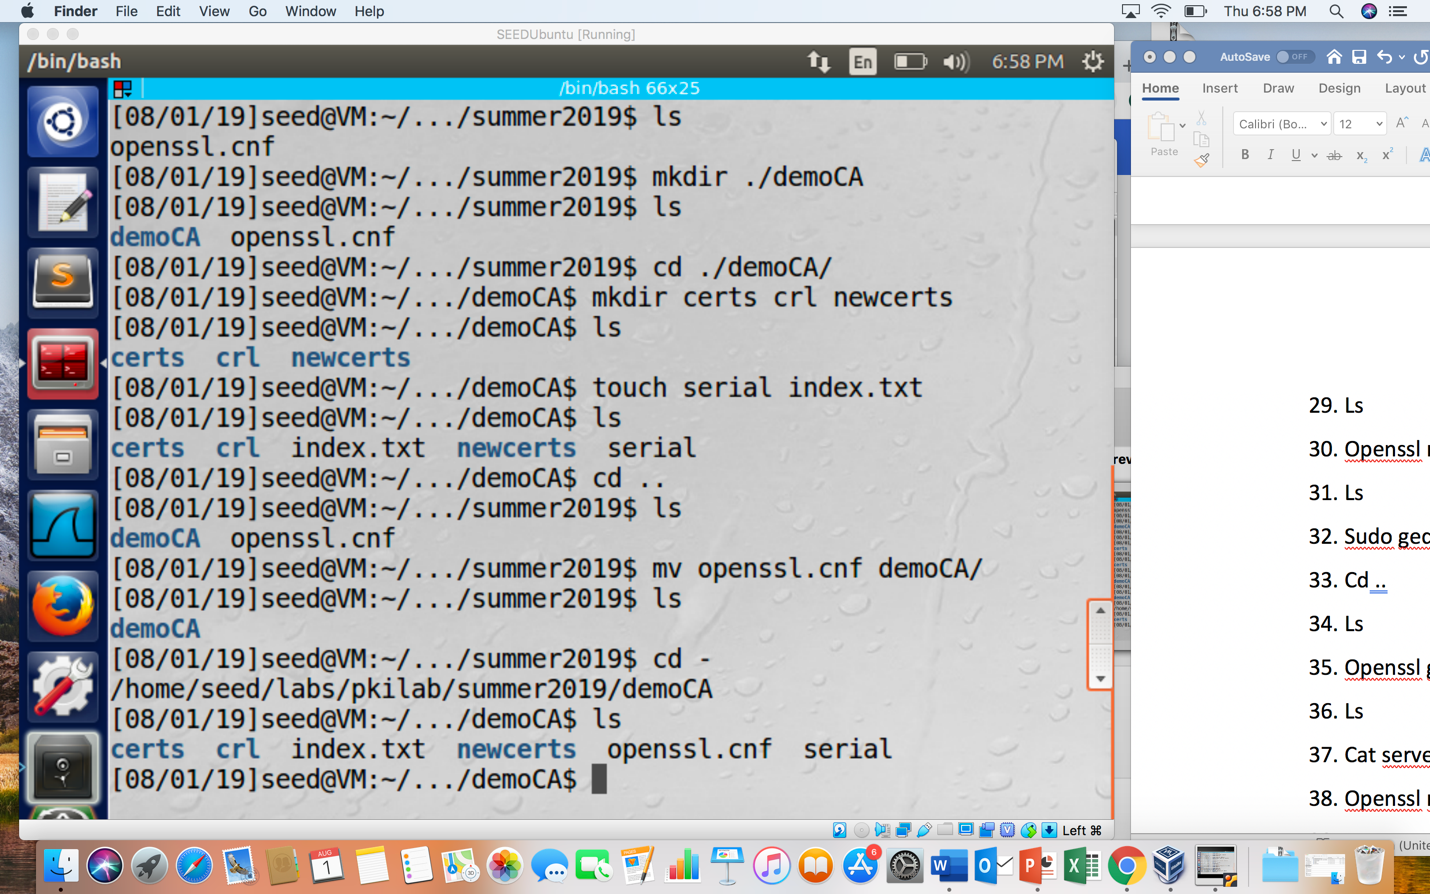 Finder File Edit View Go Window Help Thu 6:58 PM
SEEDUbuntu [Running]
/bin/bash En 6:58 PM
/bin/bash 66x25
[08/01/19]seed@VM:~/.../summer2019$ ls
openssl.cnf
[08/01/19]seed@VM:~/.../summer2019$ mkdir ./demoCA
[08/01/19]seed@VM:~/.../summer2019$ ls
demoCA openssl.cnf
[08/01/19]seed@VM:~/.../summer2019$ cd ./demoCA/
[08/01/19]seed@VM:~/.../demoCA$ mkdir certs crl newcerts
[08/01/19]seed@VM:~/.../demoCA$ ls
certs crl newcerts
[08/01/19]seed@VM:~/.../demoCA$ touch serial index.txt
[08/01/19]seed@VM:~/.../demoCA$ ls
certs crl index.txt newcerts serial
[08/01/19]seed@VM:~/.../demoCA$ cd ..
[08/01/19]seed@VM:~/.../summer2019$ ls
demoCA openssl.cnf
[08/01/19]seed@VM:~/.../summer2019$ mv openssl.cnf demoCA/
[08/01/19]seed@VM:~/.../summer2019$ ls
demoCA
[08/01/19]seed@VM:~/.../summer2019$ cd -
/home/seed/labs/pkilab/summer2019/demoCA
[08/01/19]seed@VM:~/.../demoCA$ ls
certs crl index.txt newcerts openssl.cnf serial
[08/01/19]seed@VM:~/.../demoCA$
Left ⌘
AutoSave OFF
Home Insert Draw Design Layout
Paste
Calibri (Bo... 12
B I U ab x2 x2
29. Ls
30. Openssl
31. Ls
32. Sudo ged
33. Cd ..
34. Ls
35. Openssl g
36. Ls
37. Cat serve
38. Openssl
(Unite
AUG
1
6